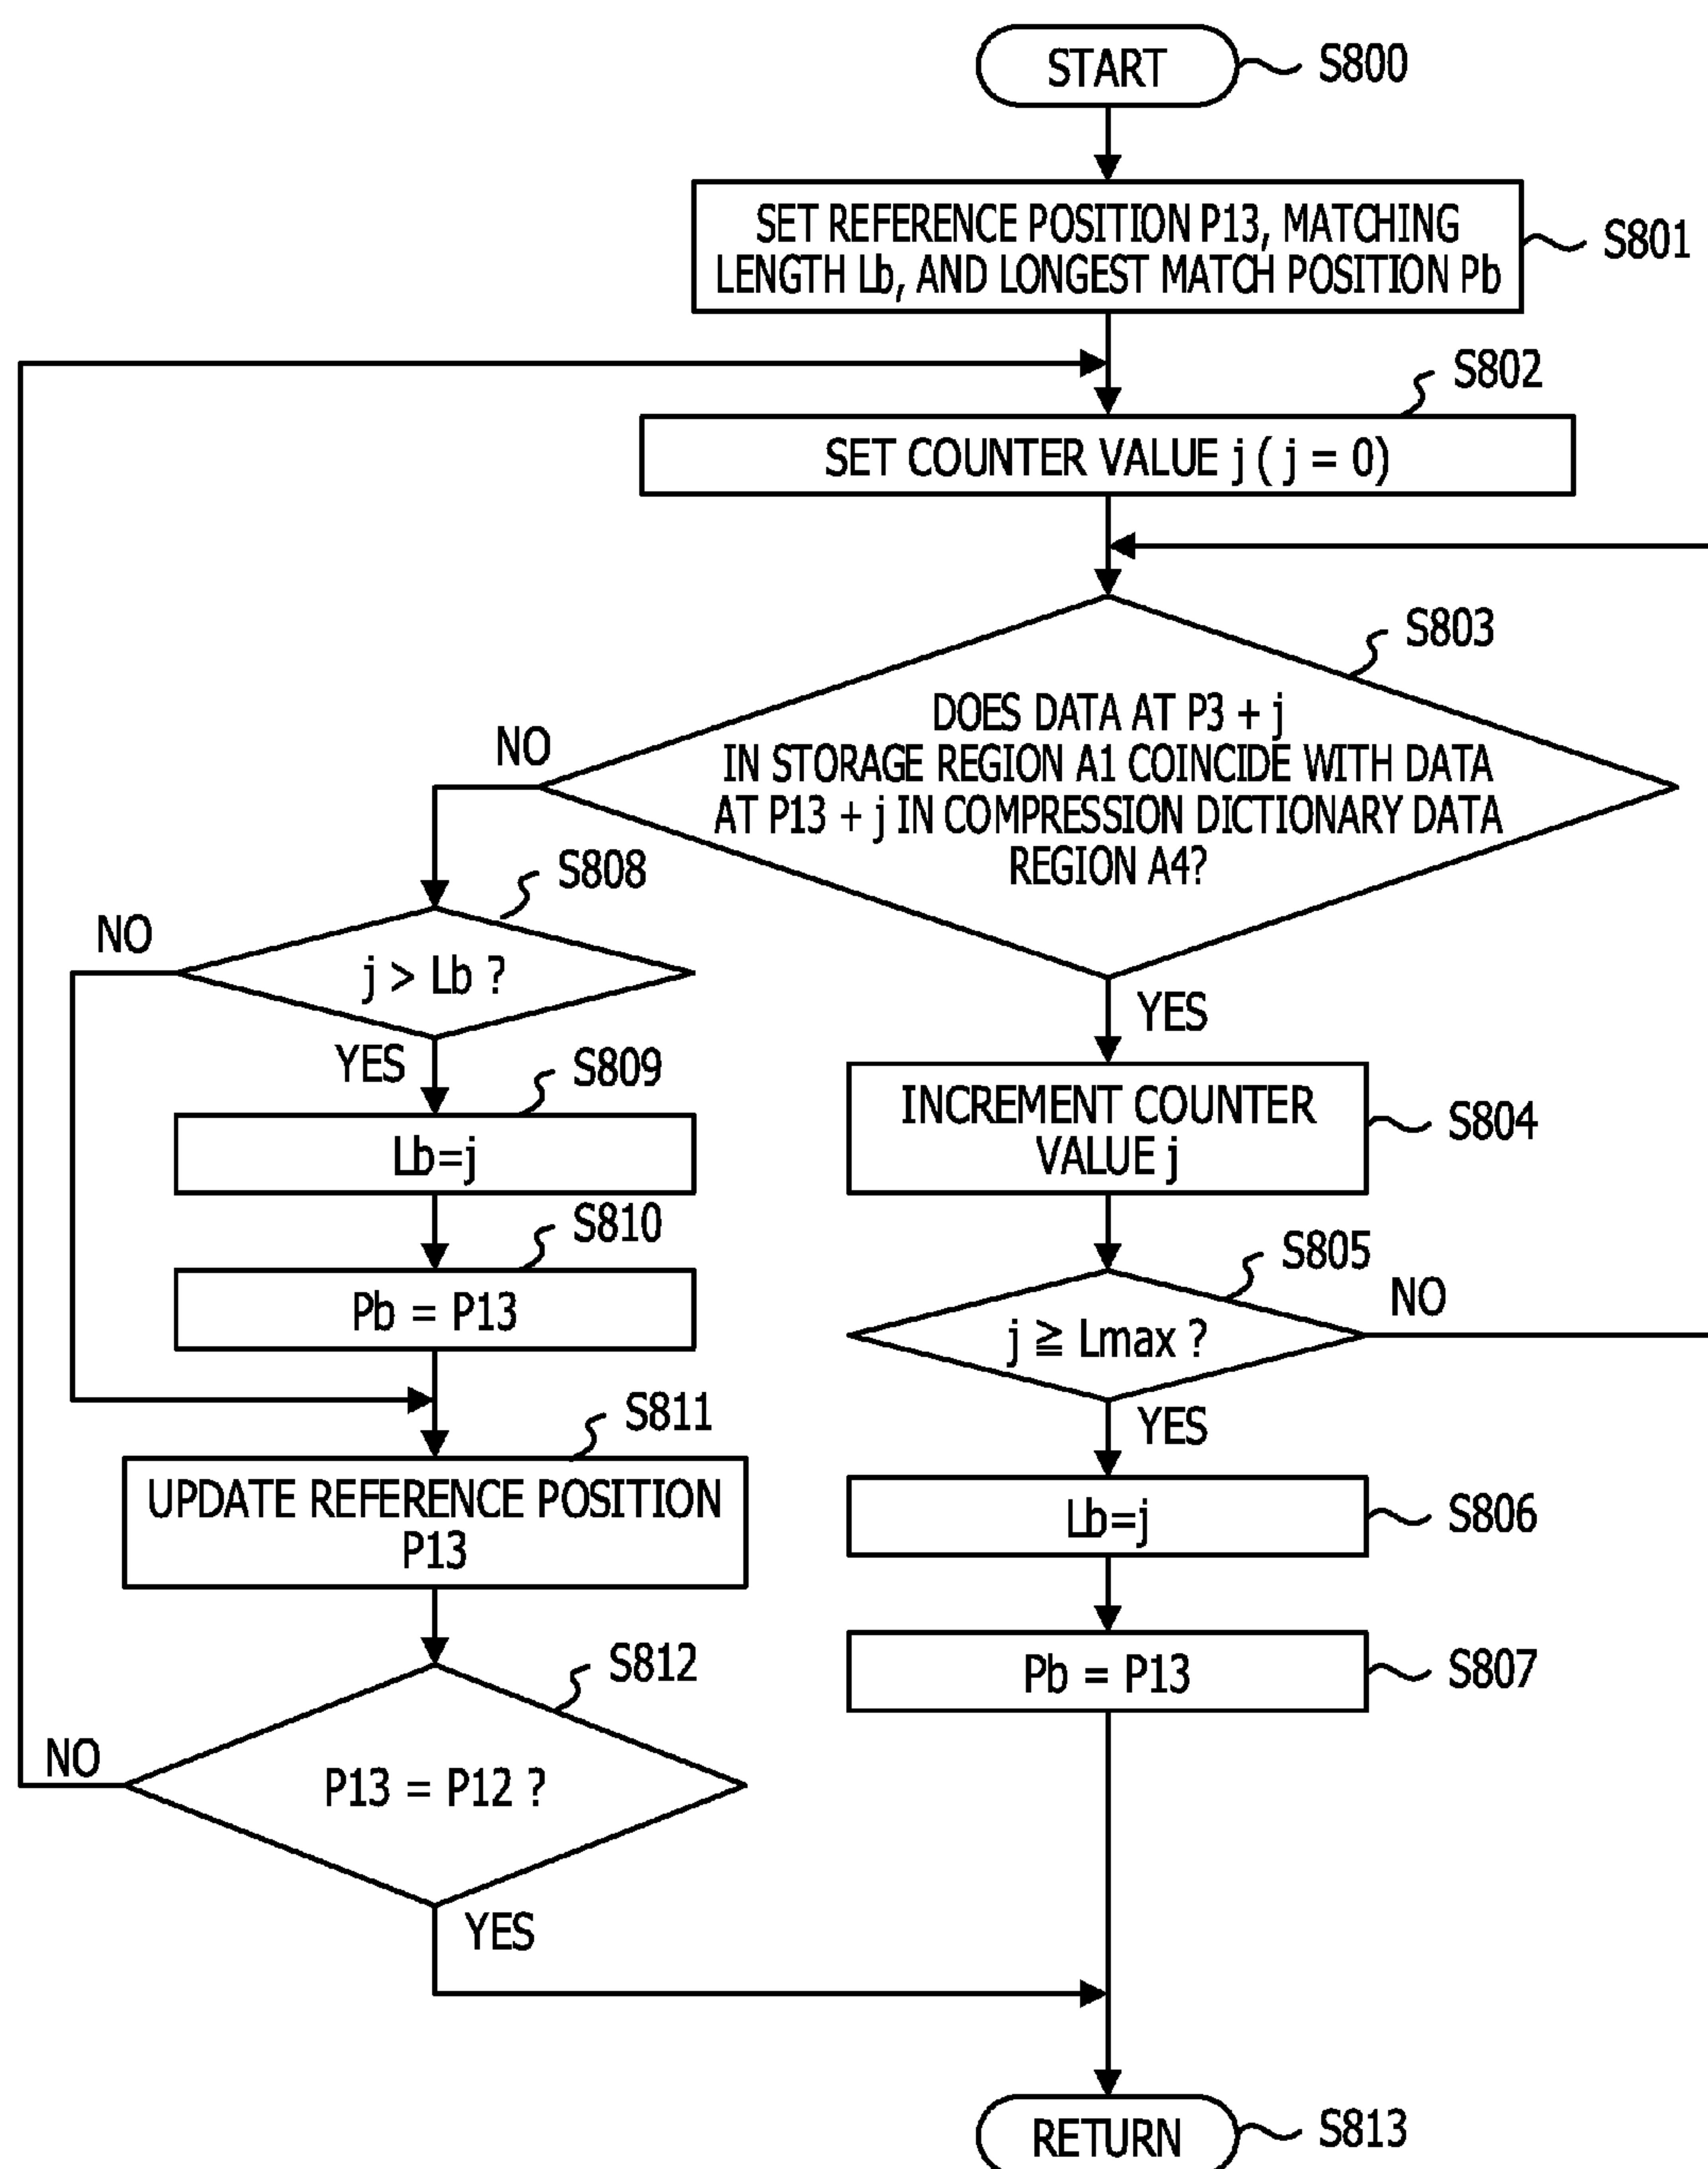 START
S800
SET REFERENCE POSITION P13, MATCHING
LENGTH Lb, AND LONGEST MATCH POSITION Pb
S801
S802
SET COUNTER VALUE j ( j = 0)
S803
DOES DATA AT P3 + j
IN STORAGE REGION A1 COINCIDE WITH DATA
AT P13 + j IN COMPRESSION DICTIONARY DATA
REGION A4?
NO
YES
S808
j > Lb ?
NO
YES
S809
Lb=j
S810
Pb = P13
S811
UPDATE REFERENCE POSITION
P13
S812
P13 = P12 ?
NO
YES
INCREMENT COUNTER
VALUE j
S804
S805
j ≧ Lmax ?
NO
YES
Lb=j
S806
Pb = P13
S807
RETURN
S813